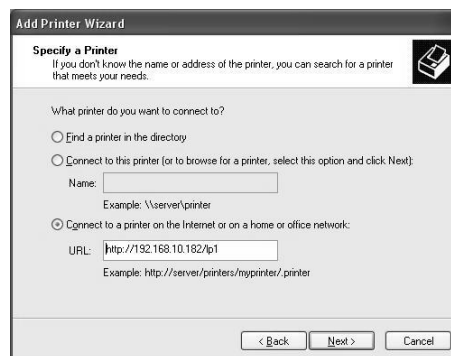 Add Printer Wizard
Specify a Printer
If you don't know the name or address of the printer, you can search for a printer
that meets your needs.
What printer do you want to connect to?
Find a printer in the directory
Connect to this printer (or to browse for a printer, select this option and click Next):
Name:
Example: \\server\printer
Connect to a printer on the Internet or on a home or office network:
URL: http://192.168.10.182/lp1
Example: http://server/printers/myprinter/.printer
< Back Next > Cancel